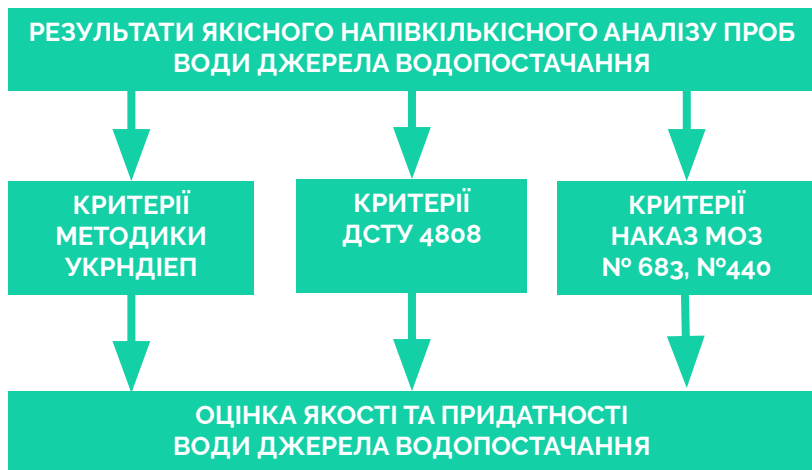 РЕЗУЛЬТАТИ ЯКІСНОГО НАПІВКІЛЬКІСНОГО АНАЛІЗУ ПРОБ
ВОДИ ДЖЕРЕЛА ВОДОПОСТАЧАННЯ
КРИТЕРІЇ
МЕТОДИКИ
УКРНДІЕП
КРИТЕРІЇ
ДСТУ 4808
КРИТЕРІЇ
НАКАЗ МОЗ
№ 683, №440
ОЦІНКА ЯКОСТІ ТА ПРИДАТНОСТІ
ВОДИ ДЖЕРЕЛА ВОДОПОСТАЧАННЯ